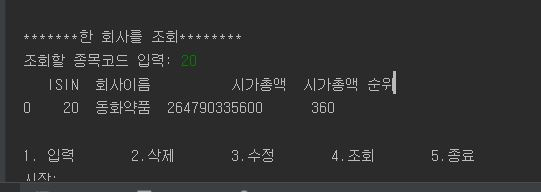 *******한 회사를 조회********
조회할 종목코드 입력: 20
ISIN 회사이름 시가총액 시가총액 순위
0 20 동화약품 264790335600 360
1. 입력 2.삭제 3.수정 4.조회 5.종료
시작: